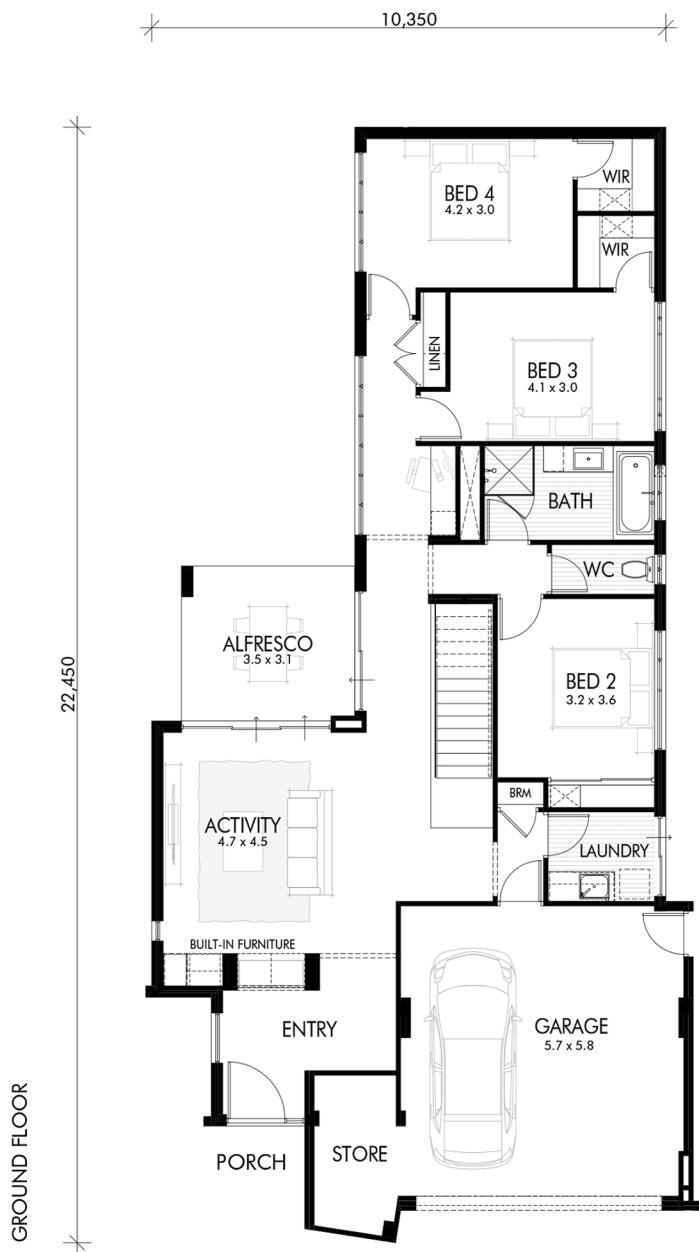 10,350
WIR
BED 4
4.2 x 3.0
WIR
LINEN
BED 3
4.1 x 3.0
BATH
WC
ALFRESCO
3.5 x 3.1
22,450
BED 2
3.2 x 3.6
BRM
ACTIVITY
4.7 x 4.5
LAUNDRY
BUILT-IN FURNITURE
ENTRY
GARAGE
5.7 x 5.8
GROUND FLOOR
PORCH
STORE